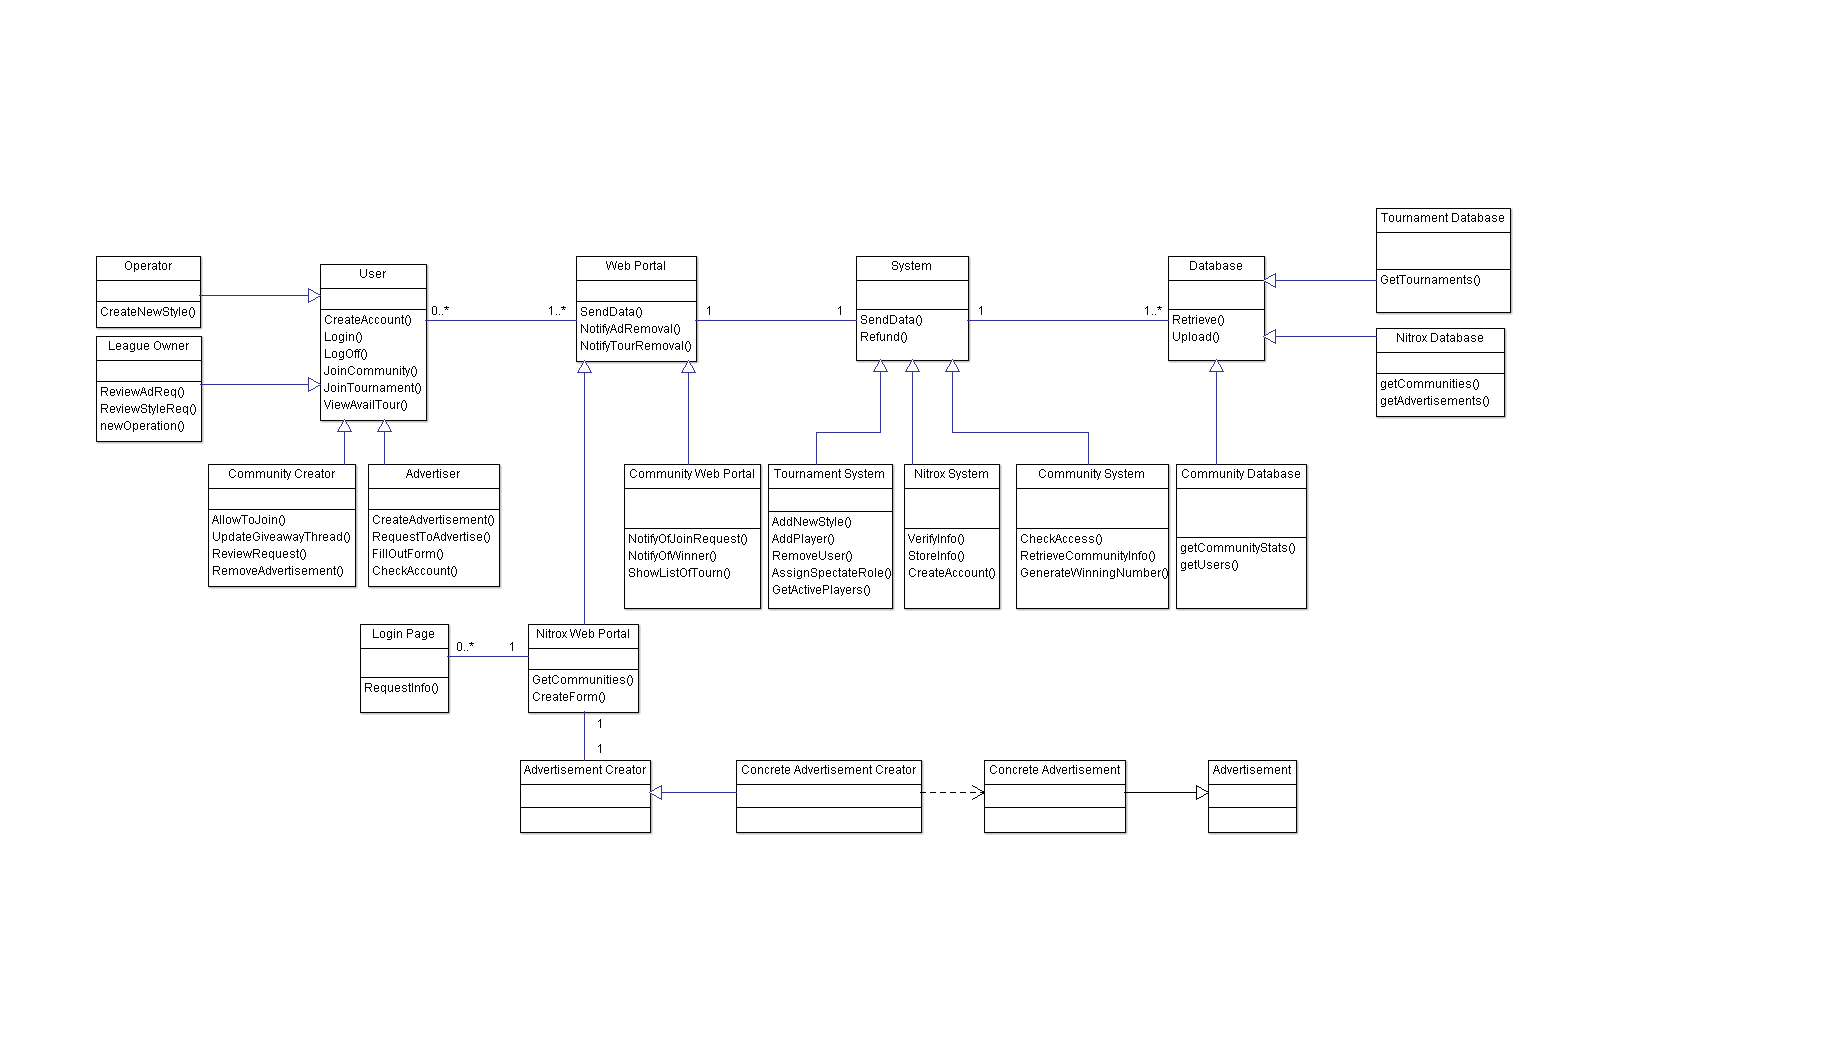 Tournament Database
GetTournaments()
Operator
CreateNewStyle()
User
CreateAccount()
Login()
LogOff()
JoinCommunity()
JoinTournament()
ViewAvailTour()
0..*
1..*
Web Portal
SendData()
NotifyAdRemoval()
NotifyTourRemoval()
1
1
System
SendData()
Refund()
1
1..*
Database
Retrieve()
Upload()
Nitrox Database
getCommunities()
getAdvertisements()
League Owner
ReviewAdReq()
ReviewStyleReq()
newOperation()
Community Creator
AllowToJoin()
UpdateGiveawayThread()
ReviewRequest()
RemoveAdvertisement()
Advertiser
CreateAdvertisement()
RequestToAdvertise()
FillOutForm()
CheckAccount()
Community Web Portal
NotifyOfJoinRequest()
NotifyOfWinner()
ShowListOfTourn()
Tournament System
AddNewStyle()
AddPlayer()
RemoveUser()
AssignSpectateRole()
GetActivePlayers()
Nitrox System
VerifyInfo()
StoreInfo()
CreateAccount()
Community System
CheckAccess()
RetrieveCommunityInfo()
GenerateWinningNumber()
Community Database
getCommunityStats()
getUsers()
Login Page
RequestInfo()
0..*
1
Nitrox Web Portal
GetCommunities()
CreateForm()
1
1
Advertisement Creator
Concrete Advertisement Creator
Concrete Advertisement
Advertisement